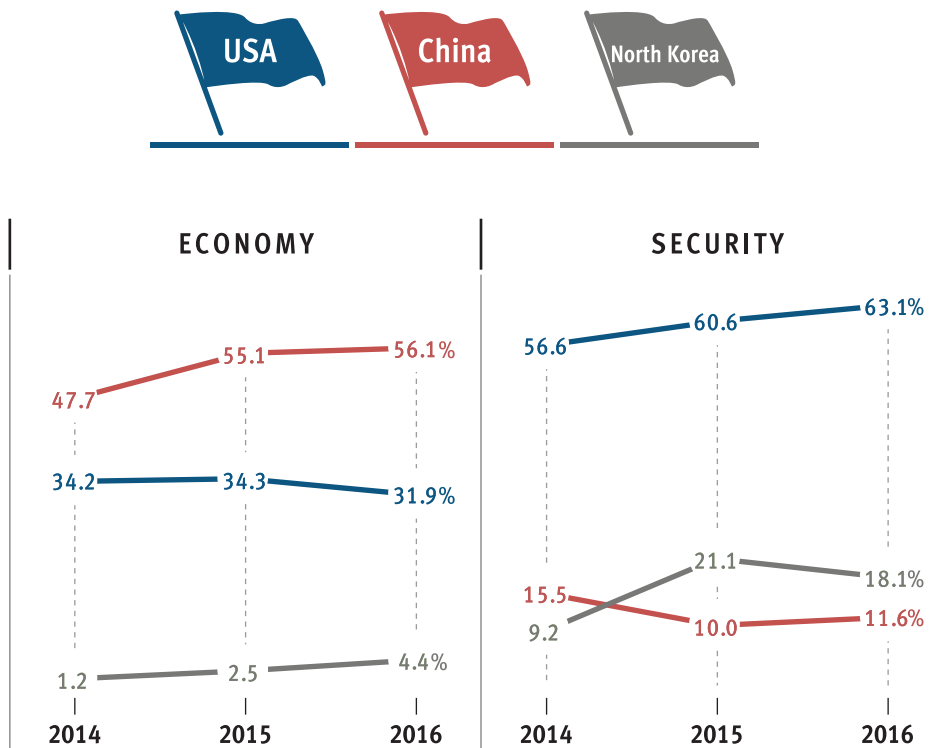 USA
China
North Korea
ECONOMY
47.7
55.1
56.1%
34.2
34.3
31.9%
1.2
2.5
4.4%
2014 2015 2016
SECURITY
56.6
60.6
63.1%
15.5
10.0
11.6%
9.2
21.1
18.1%
2014 2015 2016